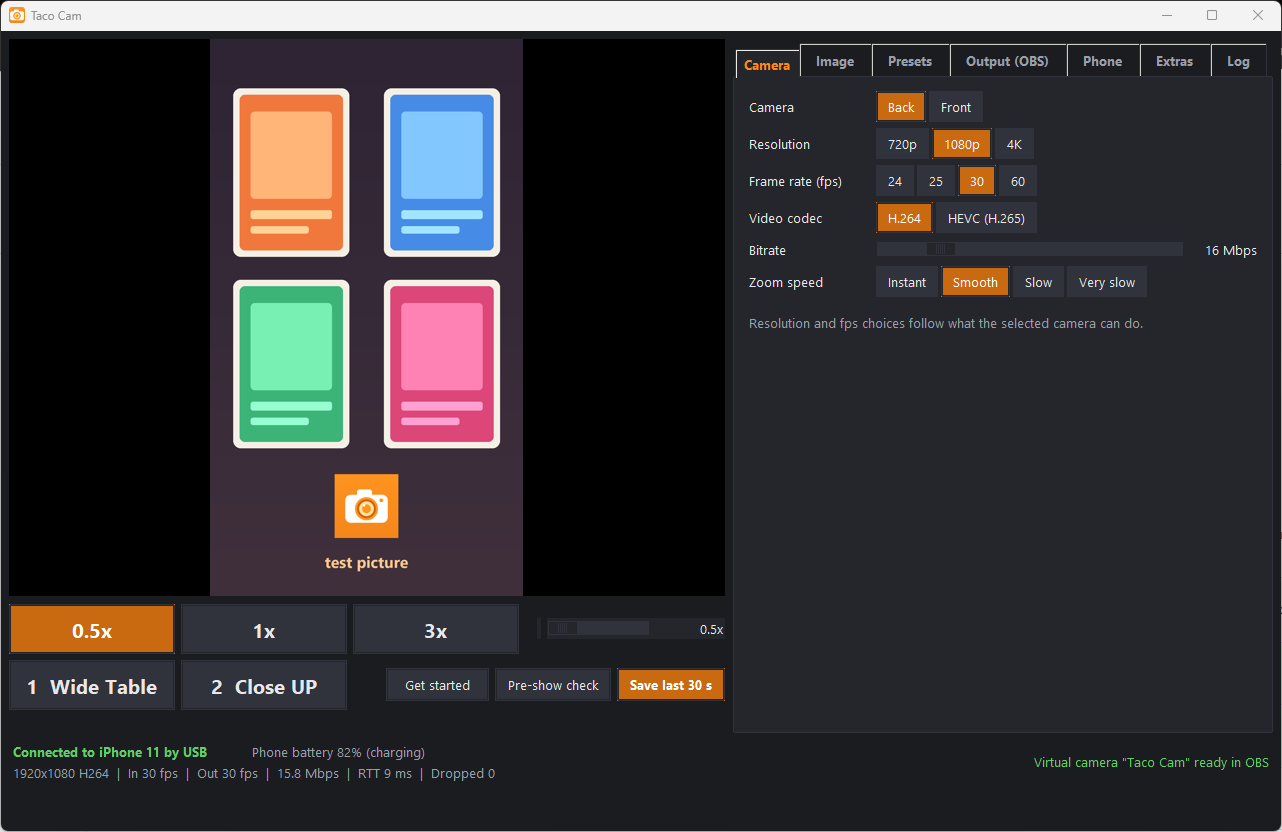 Taco Cam
test picture
0.5x 1x 3x 0.5x
1 Wide Table 2 Close UP Get started Pre-show check Save last 30 s
Connected to iPhone 11 by USB Phone battery 82% (charging)
1920x1080 H264 | In 30 fps | Out 30 fps | 15.8 Mbps | RTT 9 ms | Dropped 0
Camera Image Presets Output (OBS) Phone Extras Log
Camera Back Front
Resolution 720p 1080p 4K
Frame rate (fps) 24 25 30 60
Video codec H.264 HEVC (H.265)
Bitrate 16 Mbps
Zoom speed Instant Smooth Slow Very slow
Resolution and fps choices follow what the selected camera can do.
Virtual camera "Taco Cam" ready in OBS